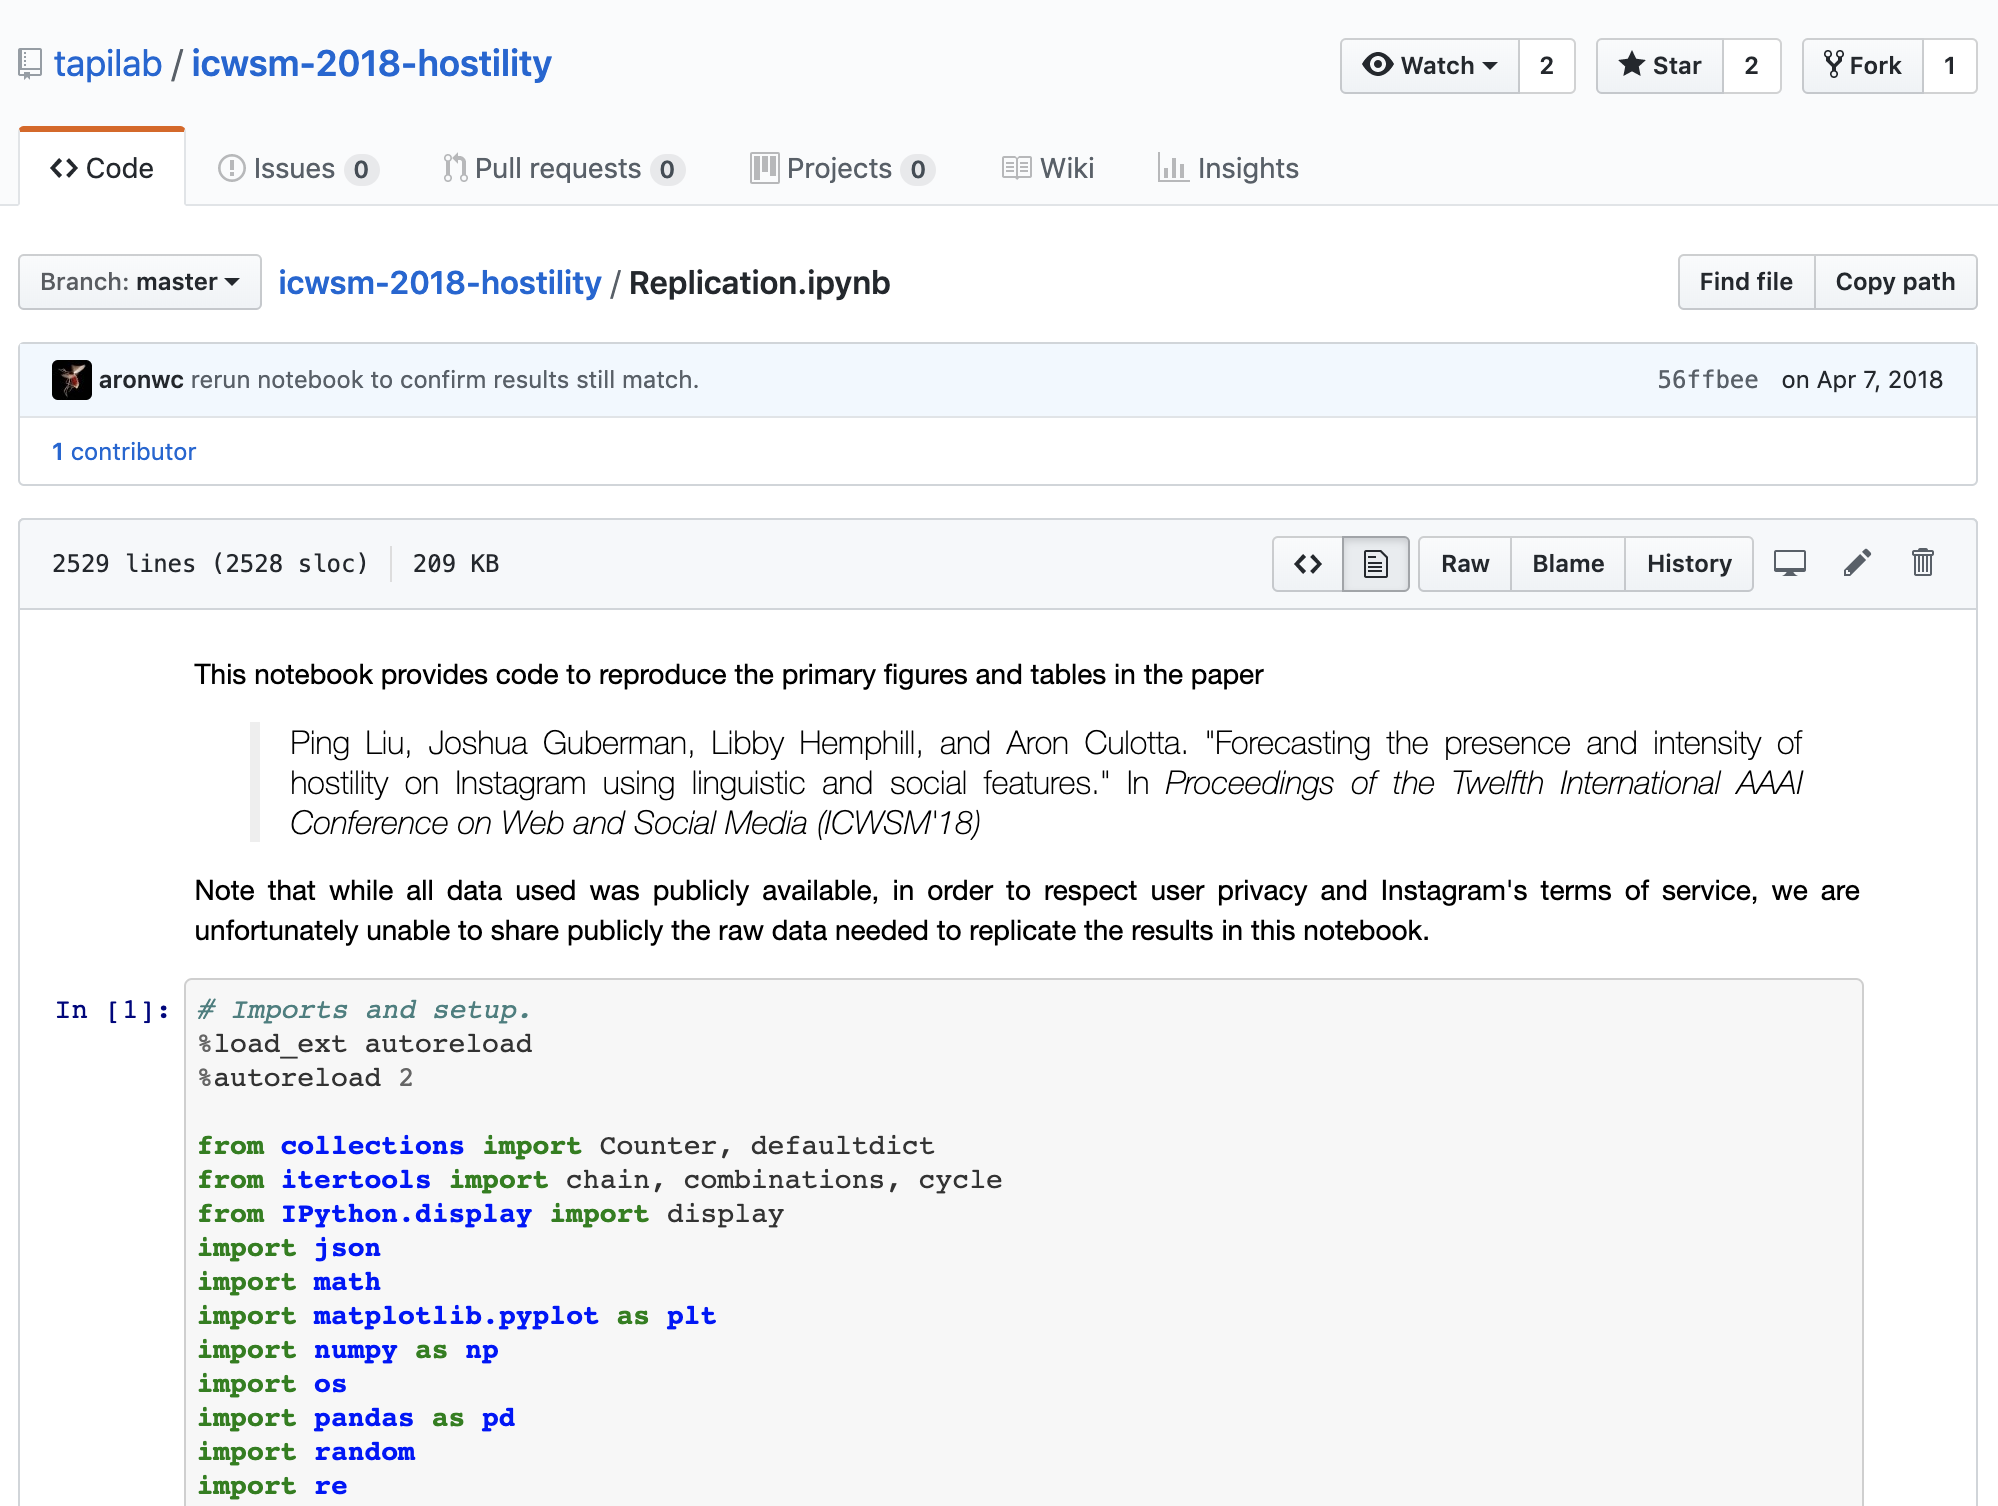 tapilab / icwsm-2018-hostility
Watch 2
Star 2
Fork 1
Code
Issues 0
Pull requests 0
Projects 0
Wiki
Insights
Branch: master
icwsm-2018-hostility / Replication.ipynb
Find file
Copy path
aronwc rerun notebook to confirm results still match.
56ffbee on Apr 7, 2018
1 contributor
2529 lines (2528 sloc) 209 KB
<>
Raw
Blame
History
This notebook provides code to reproduce the primary figures and tables in the paper
Ping Liu, Joshua Guberman, Libby Hemphill, and Aron Culotta. "Forecasting the presence and intensity of
hostility on Instagram using linguistic and social features." In Proceedings of the Twelfth International AAAI
Conference on Web and Social Media (ICWSM'18)
Note that while all data used was publicly available, in order to respect user privacy and Instagram's terms of service, we are
unfortunately unable to share publicly the raw data needed to replicate the results in this notebook.
In [1]:
# Imports and setup.
%load_ext autoreload
%autoreload 2
from collections import Counter, defaultdict
from itertools import chain, combinations, cycle
from IPython.display import display
import json
import math
import matplotlib.pyplot as plt
import numpy as np
import os
import pandas as pd
import random
import re